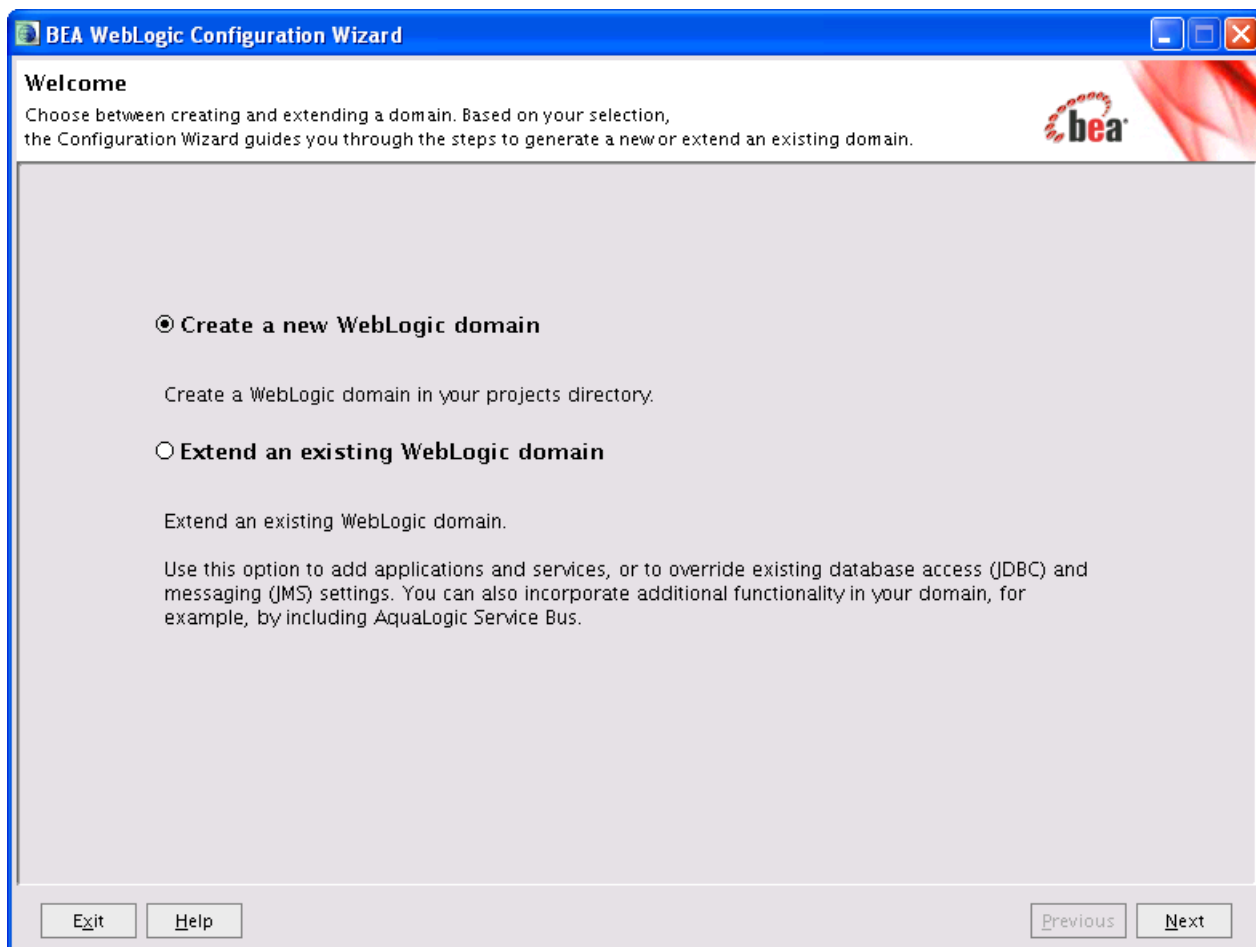 BEA WebLogic Configuration Wizard
Welcome
Choose between creating and extending a domain. Based on your selection,
the Configuration Wizard guides you through the steps to generate a new or extend an existing domain.
bea
Create a new WebLogic domain
Create a WebLogic domain in your projects directory.
Extend an existing WebLogic domain
Extend an existing WebLogic domain.
Use this option to add applications and services, or to override existing database access (JDBC) and
messaging (JMS) settings. You can also incorporate additional functionality in your domain, for
example, by including AquaLogic Service Bus.
Exit Help Previous Next